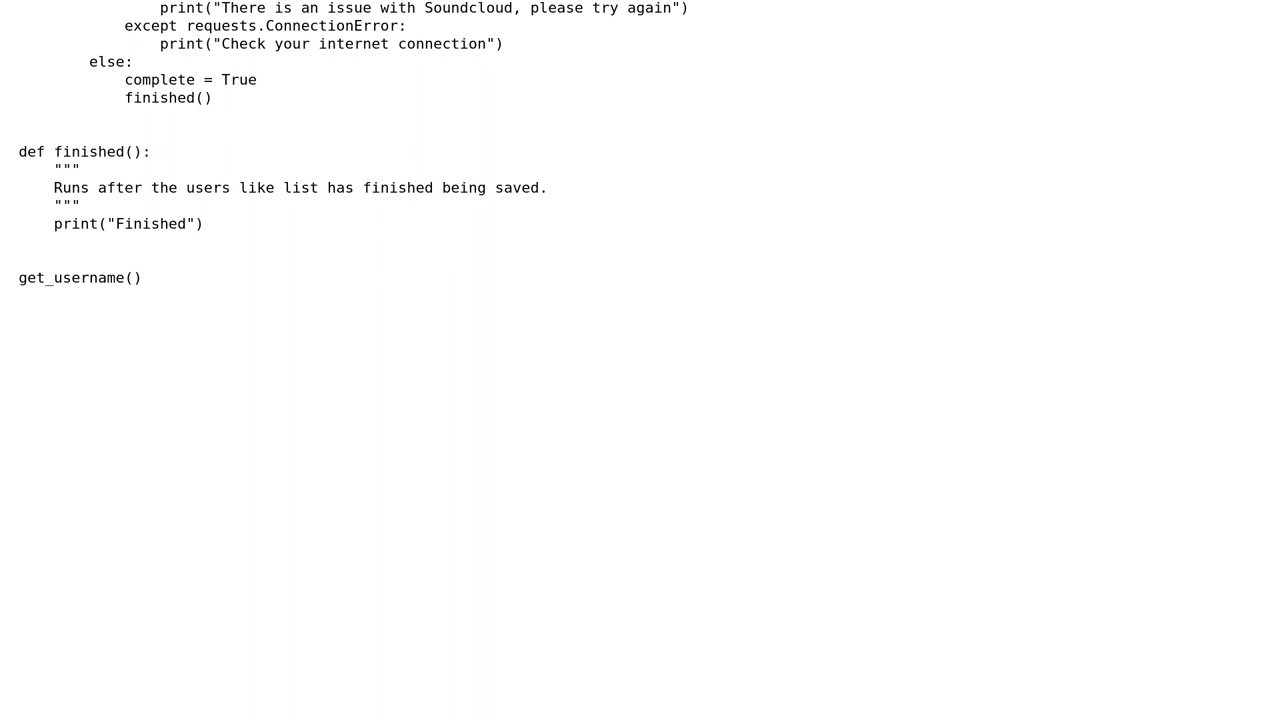 print("There is an issue with Soundcloud, please try again")
            except requests.ConnectionError:
                print("Check your internet connection")
        else:
            complete = True
            finished()


def finished():
    """
    Runs after the users like list has finished being saved.
    """
    print("Finished")


get_username()